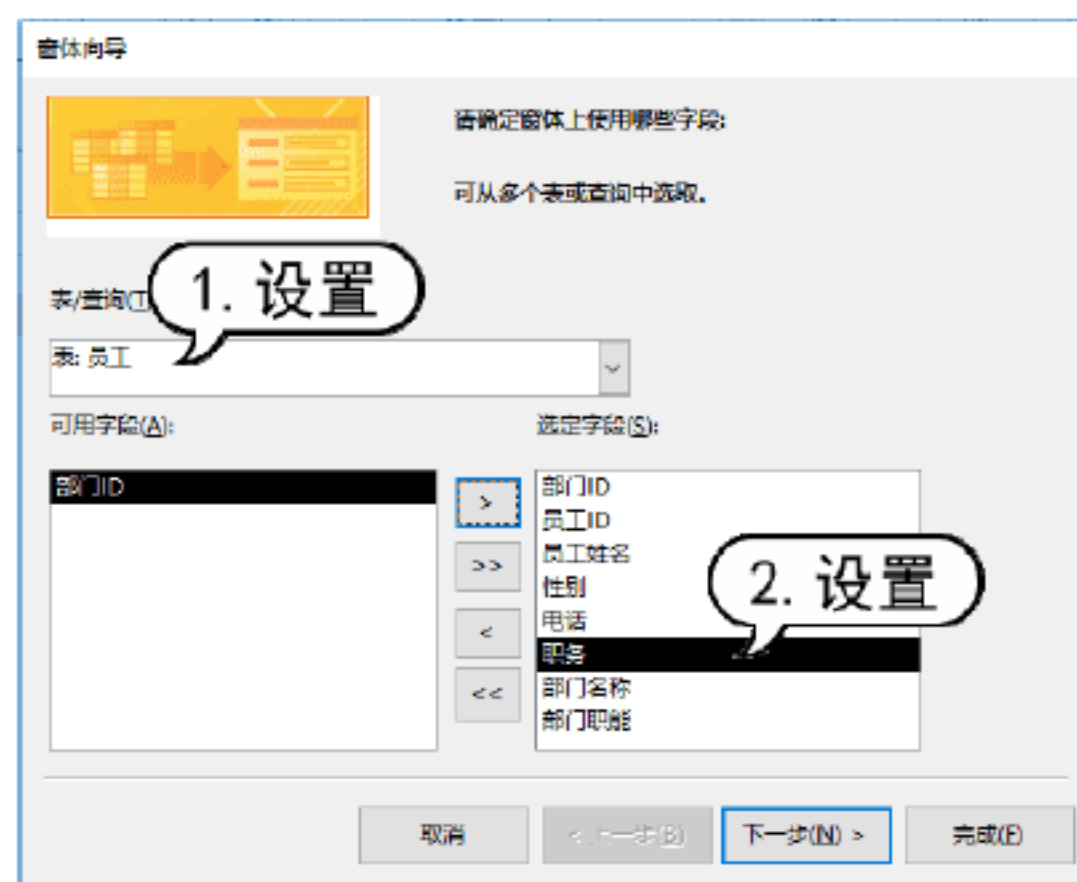 窗体向导
请确定窗体上使用哪些字段:
可从多个表或查询中选取。
表/查询(T
1. 设置
表: 员工
可用字段(A):
选定字段(S):
部门ID
>
>>
<
<<
部门ID
员工ID
员工姓名
性别
电话
职务
部门名称
部门职能
2. 设置
取消
< 上一步(B)
下一步(N) >
完成(F)